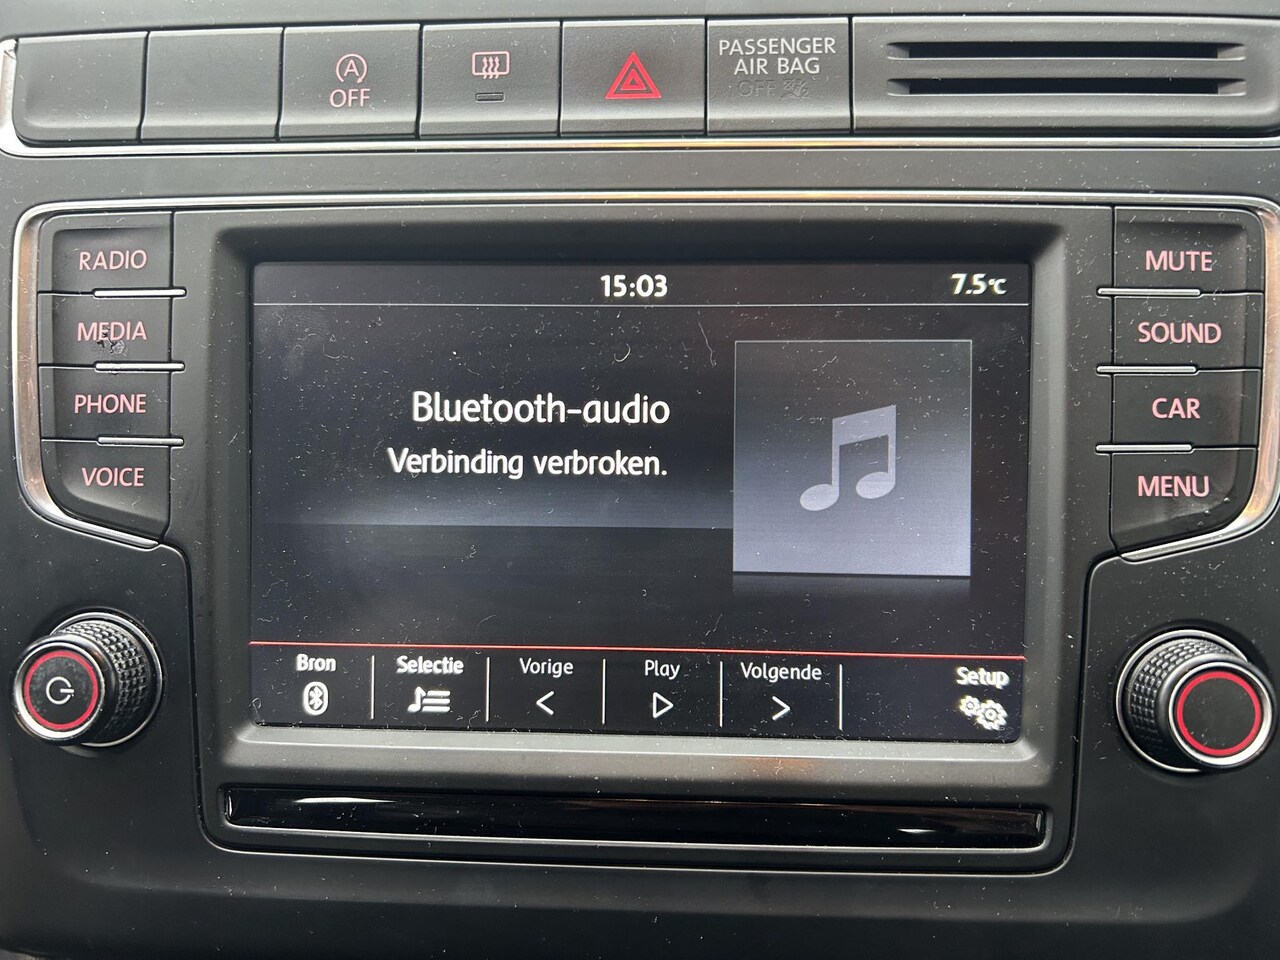 A
OFF
PASSENGER
AIR BAG
OFF
RADIO
MEDIA
PHONE
VOICE
15:03
7.5°C
Bluetooth-audio
Verbinding verbroken.
Bron
Selectie
Vorige
Play
Volgende
Setup
MUTE
SOUND
CAR
MENU